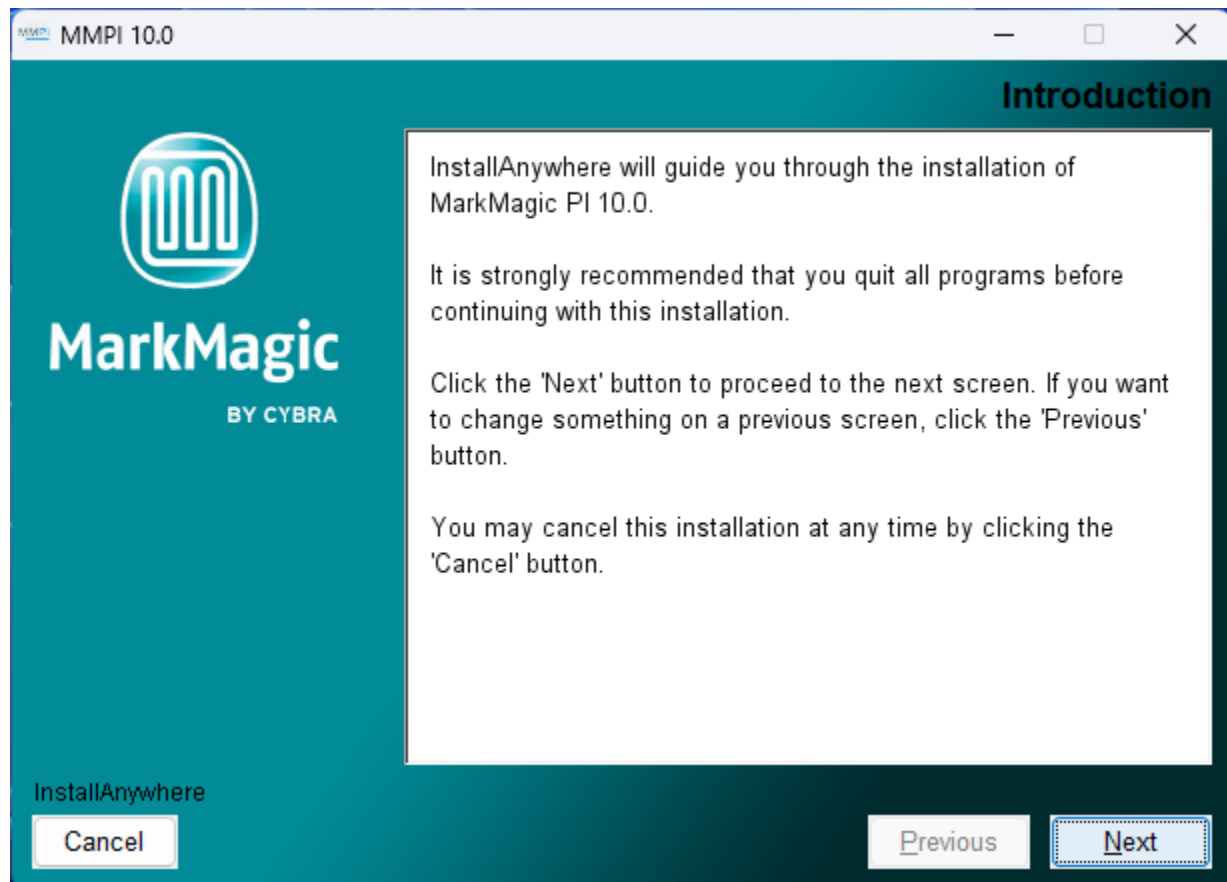 MMPI MMPI 10.0
Introduction
MarkMagic
BY CYBRA
InstallAnywhere will guide you through the installation of
MarkMagic PI 10.0.
It is strongly recommended that you quit all programs before
continuing with this installation.
Click the 'Next' button to proceed to the next screen. If you want
to change something on a previous screen, click the 'Previous'
button.
You may cancel this installation at any time by clicking the
'Cancel' button.
InstallAnywhere
Cancel
Previous
Next